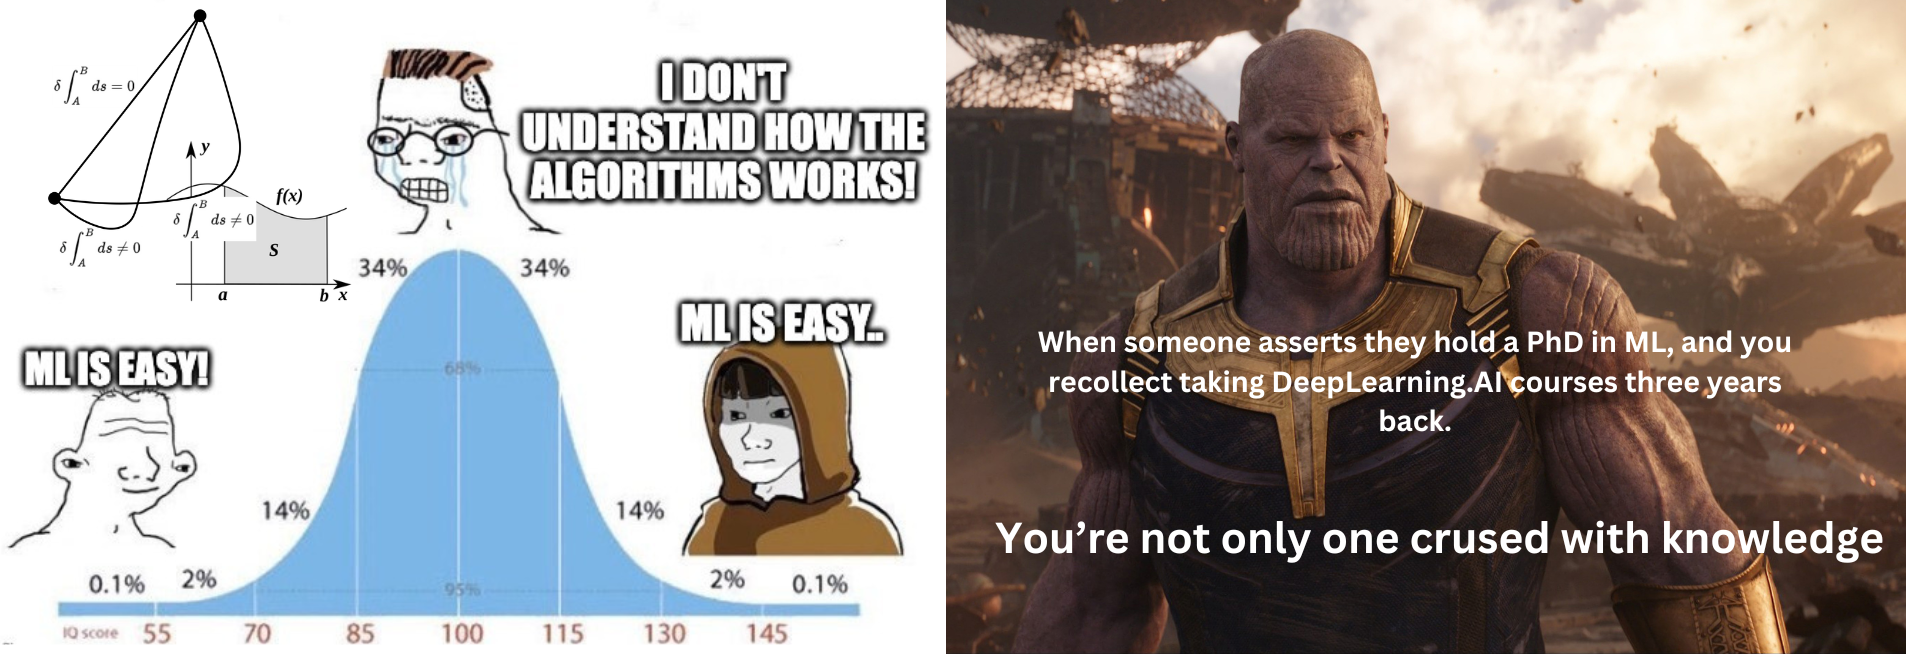 δ∫_A^B ds = 0
y
f(x)
δ∫_A^B ds ≠ 0
δ∫_A^B ds ≠ 0
S
a
b
x
I DON'T
UNDERSTAND HOW THE
ALGORITHMS WORKS!
34%
34%
ML IS EASY..
ML IS EASY!
68%
14%
14%
0.1%
2%
95%
2%
0.1%
IQ score
55
70
85
100
115
130
145
When someone asserts they hold a PhD in ML, and you
recollect taking DeepLearning.AI courses three years
back.
You're not only one crused with knowledge